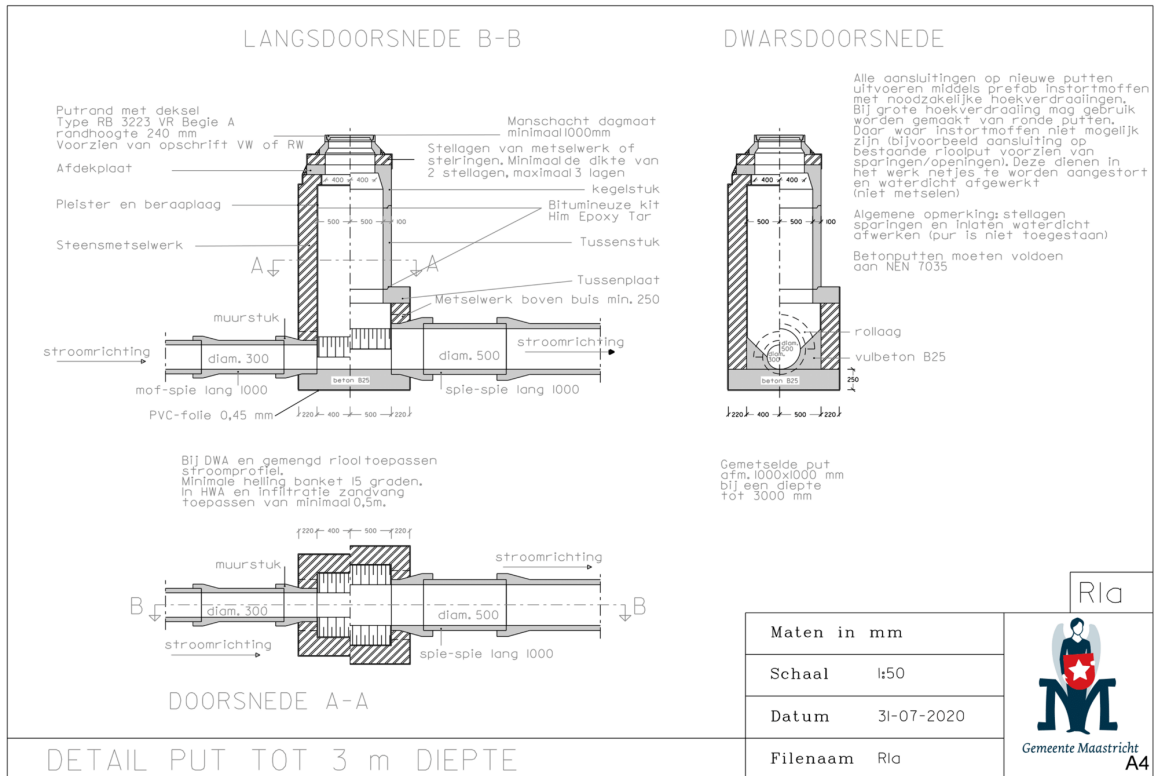 LANGSDOORSNEDE B-B
DWARSDOORSNEDE
Putrand met deksel
Type RB 3223 VR Begie A
randhoogte 240 mm
Voorzien van opschrift VW of RW
Afdekplaat
Pleister en beraaplaag
Steensmetselwerk
Manschacht dagmaat
minimaal 1000mm
Stellagen van metselwerk of
stelringen. Minimaal de dikte van
2 stellagen, maximaal 3 lagen
kegelstuk
Bitumineuze kit
Him Epoxy Tar
Tussenstuk
Tussenplaat
Metselwerk boven buis min. 250
400 400
500 500 100
A A
muurstuk
stroomrichting
diam. 300
diam. 500
stroomrichting
mof-spie lang 1000
beton B25
spie-spie lang 1000
PVC-folie 0,45 mm
220 400 500 220
Alle aansluitingen op nieuwe putten
uitvoeren middels prefab instortmoffen
met noodzakelijke hoekverdraaiingen.
Bij grote hoekverdraaiing mag gebruik
worden gemaakt van ronde putten.
Daar waar instortmoffen niet mogelijk
zijn (bijvoorbeeld aansluiting op
bestaande rioolput voorzien van
sparingen/openingen). Deze dienen in
het werk netjes te worden aangestort
en waterdicht afgewerkt
(niet metselen)
Algemene opmerking: stellagen
sparingen en inlaten waterdicht
afwerken (pur is niet toegestaan)
Betonputten moeten voldoen
aan NEN 7035
400 400
500 500 100
rollaag
diam.
500
diam.
300
vulbeton B25
beton B25
250
220 400 500 220
Bij DWA en gemengd riool toepassen
stroomprofiel.
Minimale helling banket 15 graden.
In HWA en infiltratie zandvang
toepassen van minimaal 0,5m.
Gemetselde put
afm. 1000x1000 mm
bij een diepte
tot 3000 mm
220 400 500 220
muurstuk
stroomrichting
B B
diam. 300
diam. 500
stroomrichting
spie-spie lang 1000
DOORSNEDE A-A
DETAIL PUT TOT 3 m DIEPTE
R1a
Maten in mm
Schaal 1:50
Datum 31-07-2020
Filenaam R1a
Gemeente Maastricht
A4